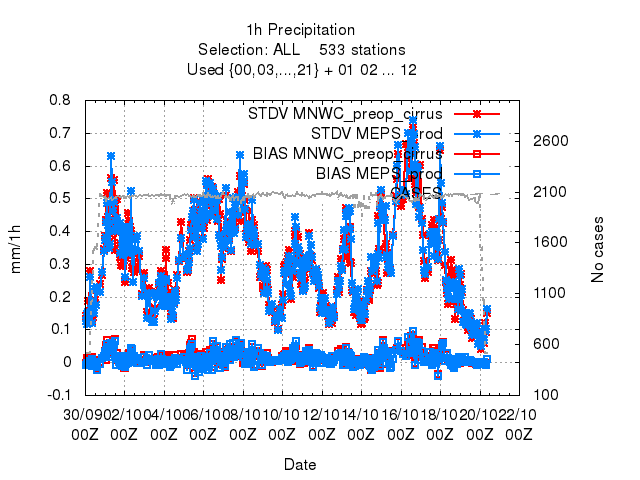 1h Precipitation
Selection: ALL 533 stations
Used {00,03,...,21} + 01 02 ... 12
STDV MNWC_preop_cirrus
STDV MEPS_prod
BIAS MNWC_preop_cirrus
BIAS MEPS_prod
CASES
0.8
0.7
0.6
0.5
0.4
0.3
0.2
0.1
0
-0.1
mm/1h
2600
2100
1600
1100
600
100
No cases
30/09 02/10 04/10 06/10 08/10 10/10 12/10 14/10 16/10 18/10 20/10 22/10
00Z 00Z 00Z 00Z 00Z 00Z 00Z 00Z 00Z 00Z 00Z 00Z
Date